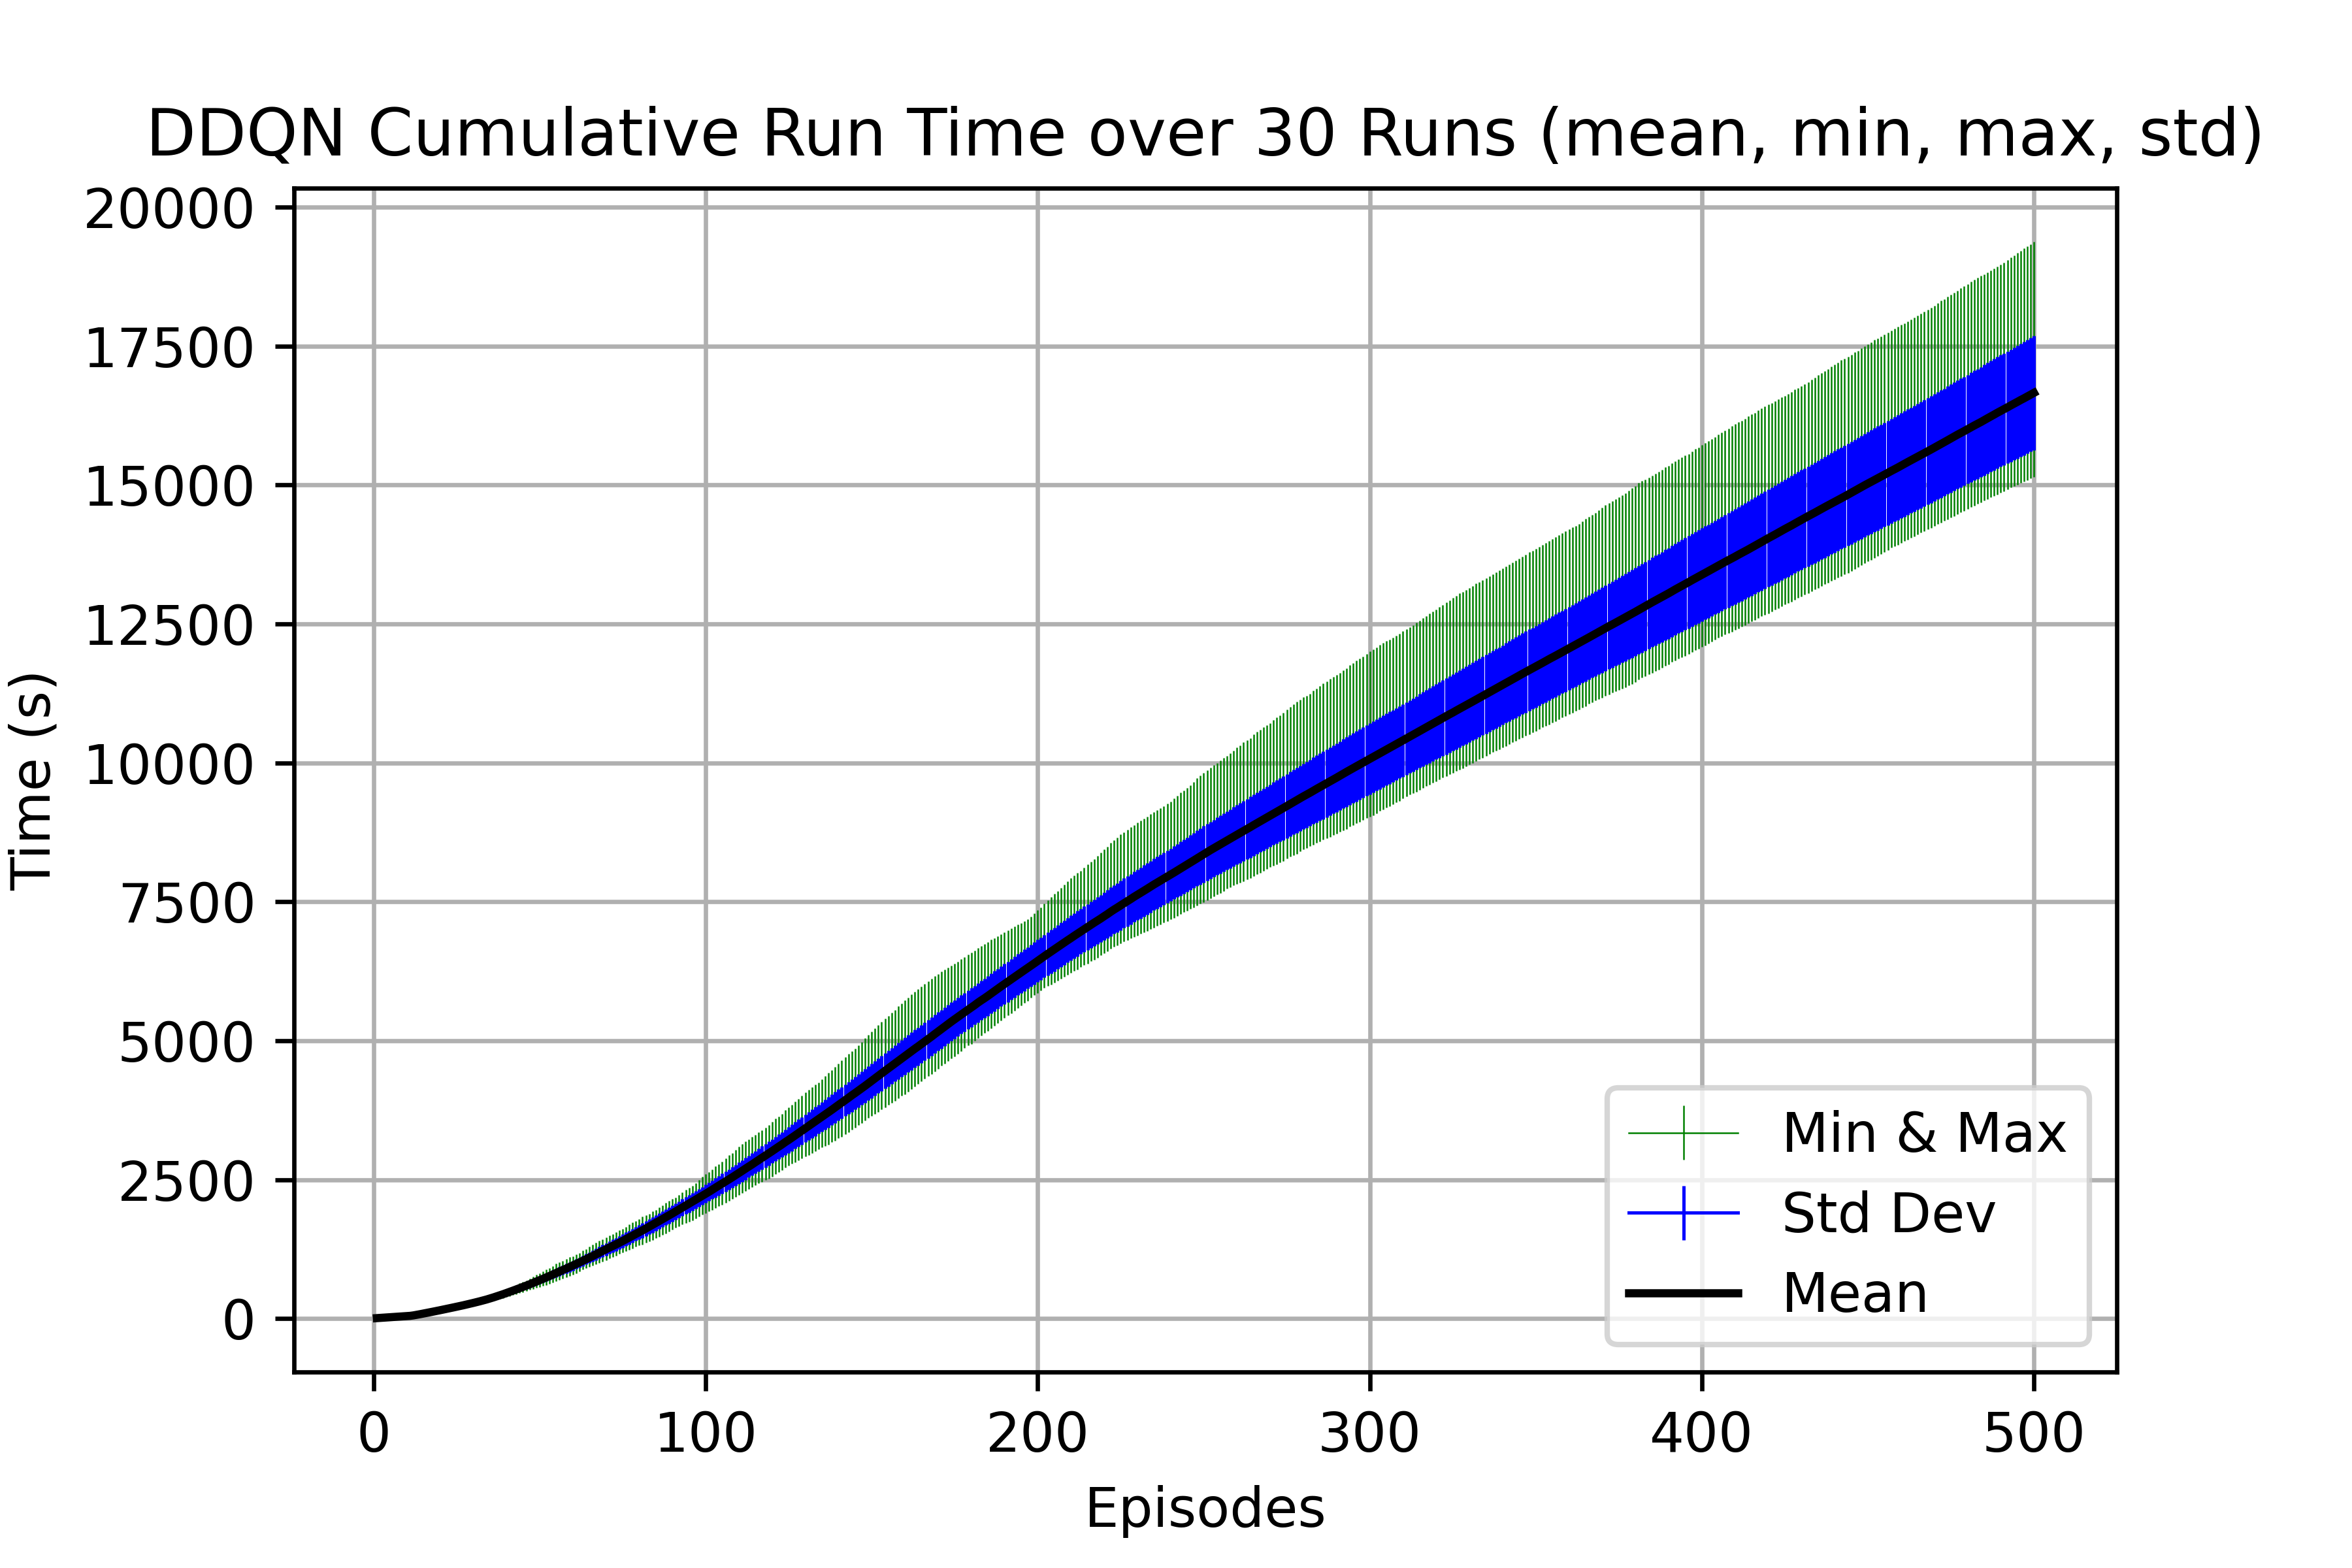 DDQN Cumulative Run Time over 30 Runs (mean, min, max, std)
20000
17500
15000
12500
10000
7500
5000
2500
0
Time (s)
Min & Max
Std Dev
Mean
0 100 200 300 400 500
Episodes